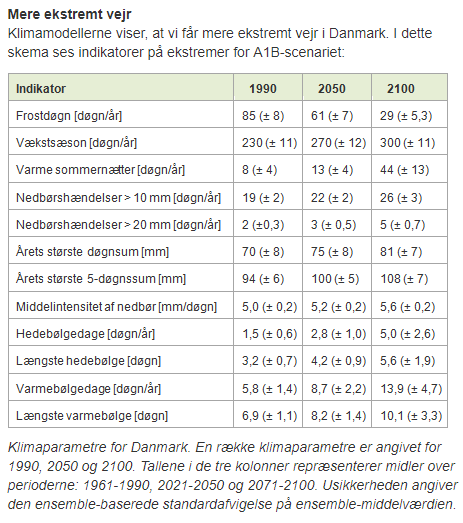 Mere ekstremt vejr
Klimamodellerne viser, at vi får mere ekstremt vejr i Danmark. I dette
skema ses indikatorer på ekstremer for A1B-scenariet:
Indikator 1990 2050 2100
Frostdøgn [døgn/år] 85 (± 8) 61 (± 7) 29 (± 5,3)
Vækstsæson [døgn/år] 230 (± 11) 270 (± 12) 300 (± 11)
Varme sommernætter [døgn/år] 8 (± 4) 13 (± 4) 44 (± 13)
Nedbørshændelser > 10 mm [døgn/år] 19 (± 2) 22 (± 2) 26 (± 3)
Nedbørshændelser > 20 mm [døgn/år] 2 (±0,3) 3 (± 0,5) 5 (± 0,7)
Årets største døgnsum [mm] 70 (± 8) 75 (± 8) 81 (± 7)
Årets største 5-døgnssum [mm] 94 (± 6) 100 (± 5) 108 (± 7)
Middelintensitet af nedbør [mm/døgn] 5,0 (± 0,2) 5,2 (± 0,2) 5,6 (± 0,2)
Hedebølgedage [døgn/år] 1,5 (± 0,6) 2,8 (± 1,0) 5,0 (± 2,6)
Længste hedebølge [døgn] 3,2 (± 0,7) 4,2 (± 0,9) 5,6 (± 1,9)
Varmebølgedage [døgn/år] 5,8 (± 1,4) 8,7 (± 2,2) 13,9 (± 4,7)
Længste varmebølge [døgn] 6,9 (± 1,1) 8,2 (± 1,4) 10,1 (± 3,3)
Klimaparametre for Danmark. En række klimaparametre er angivet for
1990, 2050 og 2100. Tallene i de tre kolonner repræsenterer midler over
perioderne: 1961-1990, 2021-2050 og 2071-2100. Usikkerheden angiver
den ensemble-baserede standardafvigelse på ensemble-middelværdien.